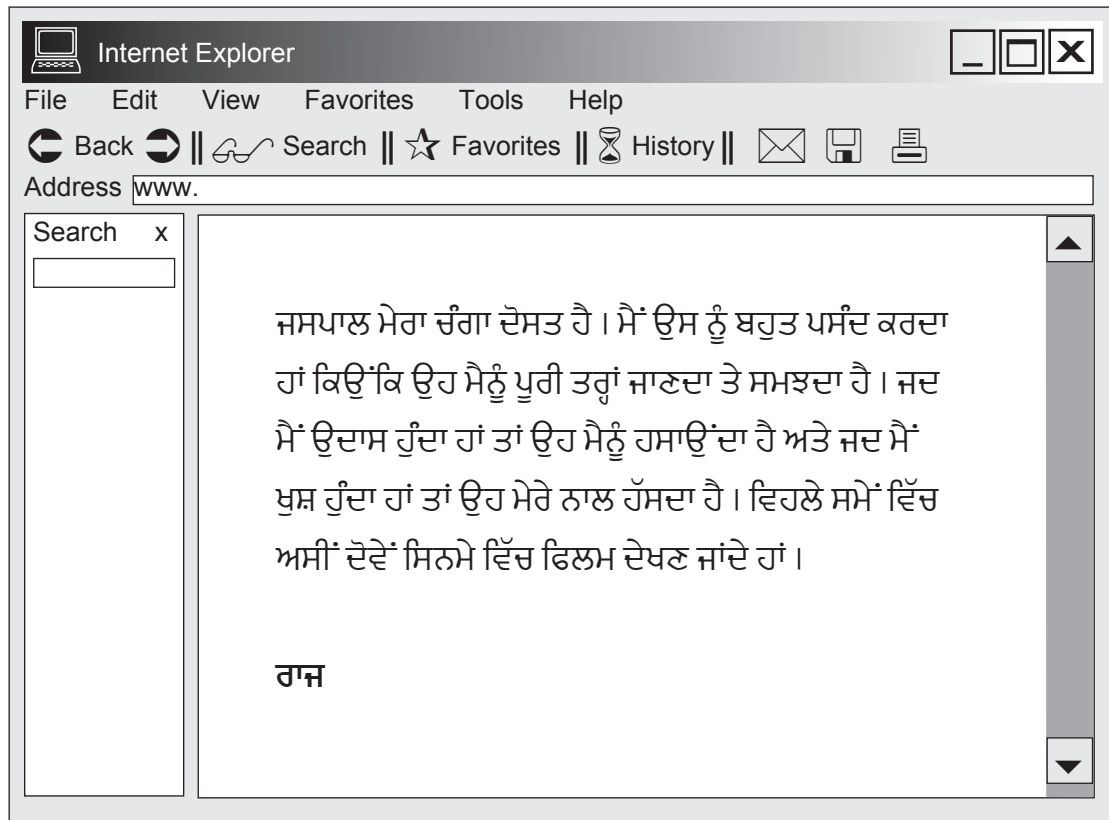 Internet Explorer
File Edit View Favorites Tools Help
Back Search Favorites History
Address www.
Search x
ਜਸਪਾਲ ਮੇਰਾ ਚੰਗਾ ਦੋਸਤ ਹੈ । ਮੈਂ ਉਸ ਨੂੰ ਬਹੁਤ ਪਸੰਦ ਕਰਦਾ
ਹਾਂ ਕਿਉਂਕਿ ਉਹ ਮੈਨੂੰ ਪੂਰੀ ਤਰ੍ਹਾਂ ਜਾਣਦਾ ਤੇ ਸਮਝਦਾ ਹੈ । ਜਦ
ਮੈਂ ਉਦਾਸ ਹੁੰਦਾ ਹਾਂ ਤਾਂ ਉਹ ਮੈਨੂੰ ਹਸਾਉਂਦਾ ਹੈ ਅਤੇ ਜਦ ਮੈਂ
ਖੁਸ਼ ਹੁੰਦਾ ਹਾਂ ਤਾਂ ਉਹ ਮੇਰੇ ਨਾਲ ਹੱਸਦਾ ਹੈ । ਵਿਹਲੇ ਸਮੇਂ ਵਿੱਚ
ਅਸੀਂ ਦੋਵੇਂ ਸਿਨਮੇ ਵਿੱਚ ਫਿਲਮ ਦੇਖਣ ਜਾਂਦੇ ਹਾਂ ।
ਰਾਜ